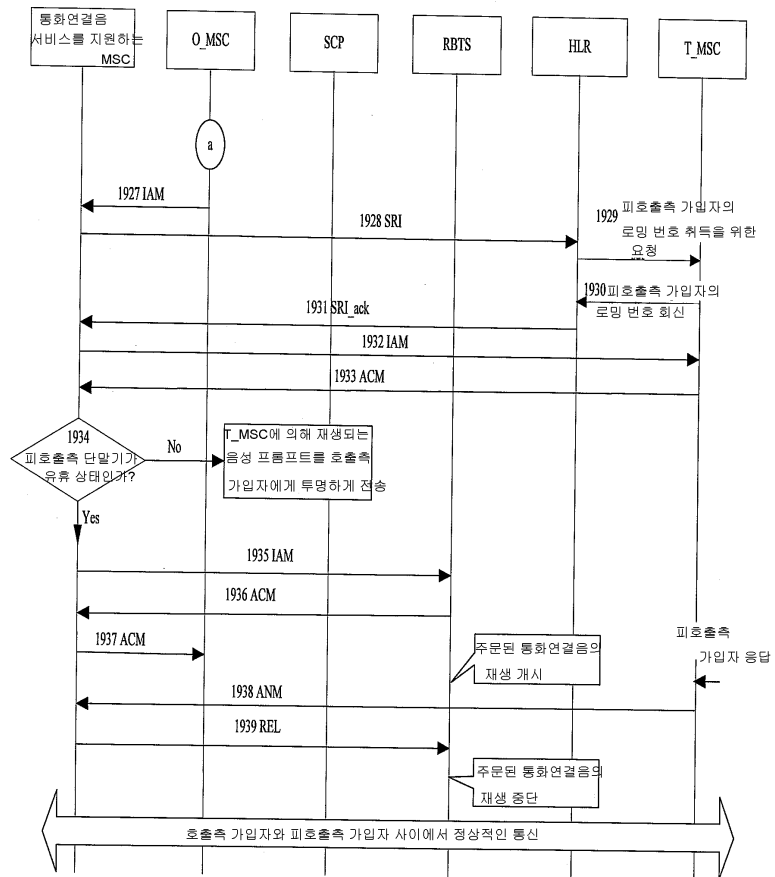 통화연결음
서비스를 지원하는
MSC
O_MSC
SCP
RBTS
HLR
T_MSC
a
1927 IAM
1928 SRI
1929 피호출측 가입자의
로밍 번호 취득을 위한
요청
1930 피호출측 가입자의
로밍 번호 회신
1931 SRI_ack
1932 IAM
1933 ACM
1934
피호출측 단말기가
유휴 상태인가?
No
T_MSC에 의해 재생되는
음성 프롬프트를 호출측
가입자에게 투명하게 전송
Yes
1935 IAM
1936 ACM
1937 ACM
피호출측
가입자 응답
주문된 통화연결음의
재생 개시
1938 ANM
1939 REL
주문된 통화연결음의
재생 중단
호출측 가입자와 피호출측 가입자 사이에서 정상적인 통신